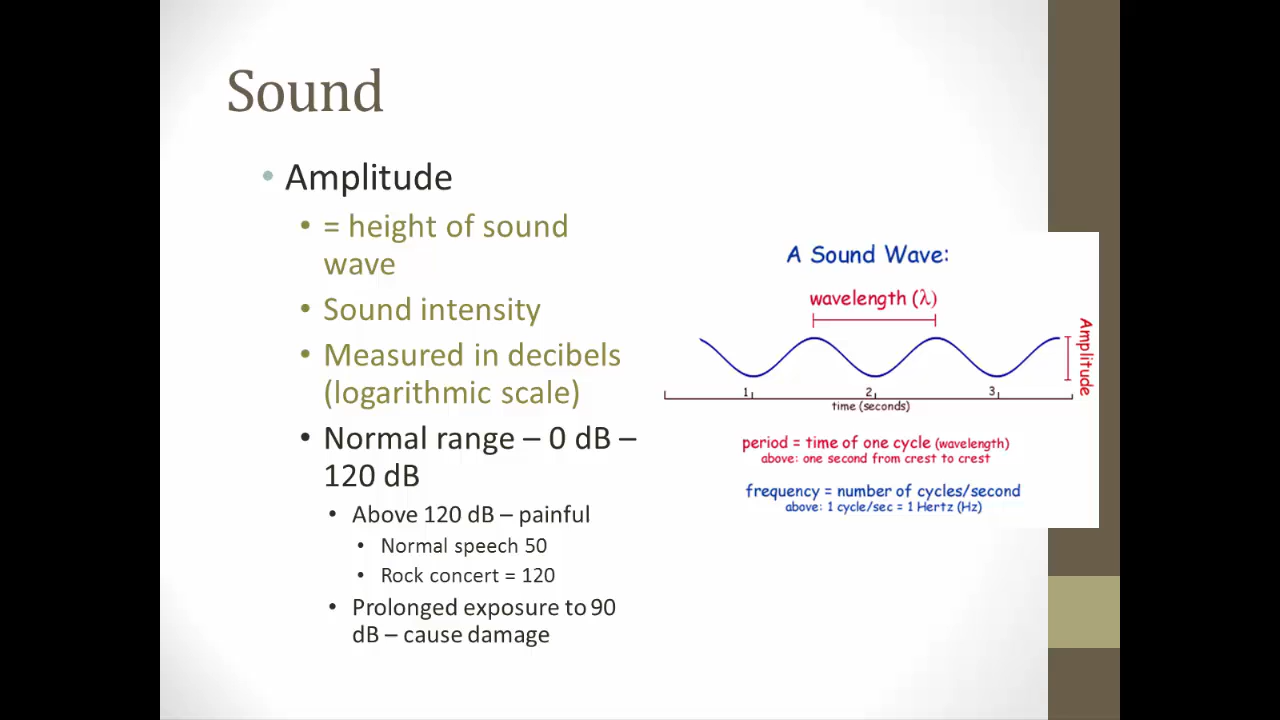 Sound
• Amplitude
• = height of sound
wave
• Sound intensity
• Measured in decibels
(logarithmic scale)
• Normal range – 0 dB –
120 dB
• Above 120 dB – painful
• Normal speech 50
• Rock concert = 120
• Prolonged exposure to 90
dB – cause damage
A Sound Wave:
wavelength (λ)
Amplitude
1 2 3
time (seconds)
period = time of one cycle (wavelength)
above: one second from crest to crest
frequency = number of cycles/second
above: 1 cycle/sec = 1 Hertz (Hz)